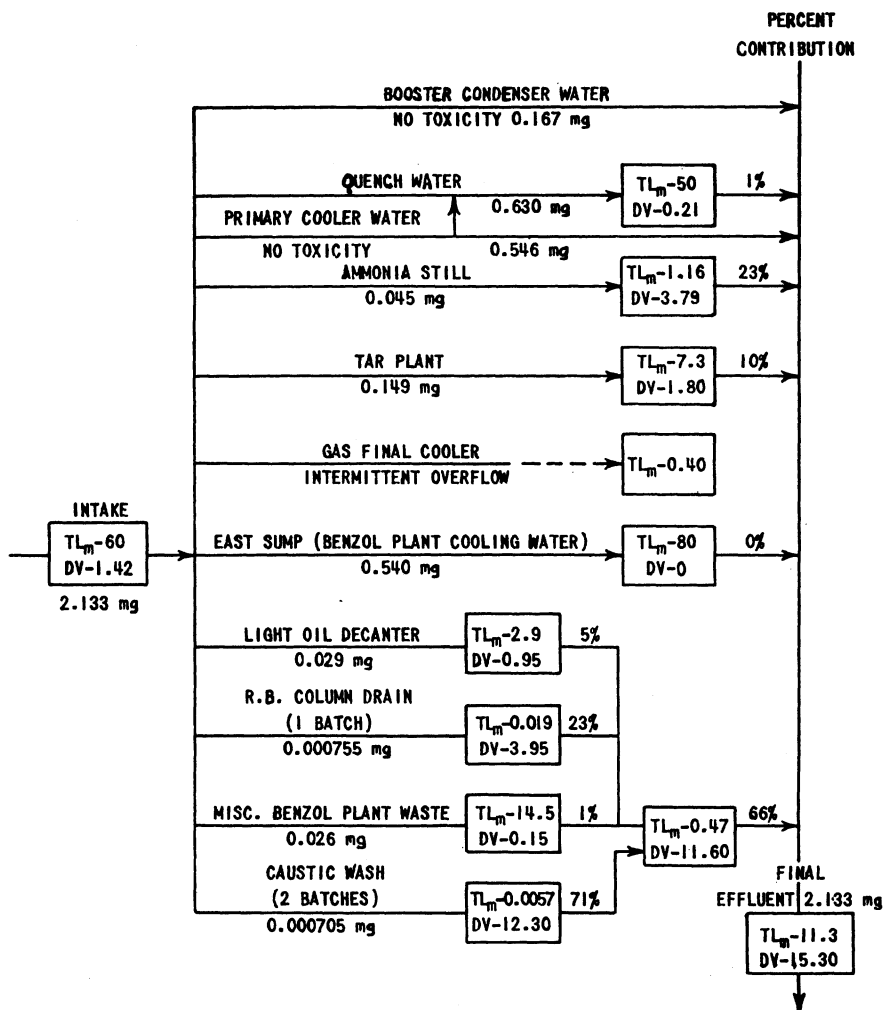 PERCENT
CONTRIBUTION
BOOSTER CONDENSER WATER
NO TOXICITY 0.167 mg
QUENCH WATER
0.630 mg
TLm-50
DV-0.21
1%
PRIMARY COOLER WATER
NO TOXICITY
0.546 mg
AMMONIA STILL
0.045 mg
TLm-1.16
DV-3.79
23%
TAR PLANT
0.149 mg
TLm-7.3
DV-1.80
10%
GAS FINAL COOLER
INTERMITTENT OVERFLOW
TLm-0.40
INTAKE
TLm-60
DV-1.42
2.133 mg
EAST SUMP (BENZOL PLANT COOLING WATER)
0.540 mg
TLm-80
DV-0
0%
LIGHT OIL DECANTER
0.029 mg
TLm-2.9
DV-0.95
5%
R.B. COLUMN DRAIN
(1 BATCH)
0.000755 mg
TLm-0.019
DV-3.95
23%
MISC. BENZOL PLANT WASTE
0.026 mg
TLm-14.5
DV-0.15
1%
TLm-0.47
DV-11.60
66%
CAUSTIC WASH
(2 BATCHES)
0.000705 mg
TLm-0.0057
DV-12.30
71%
FINAL
EFFLUENT 2.133 mg
TLm-11.3
DV-15.30